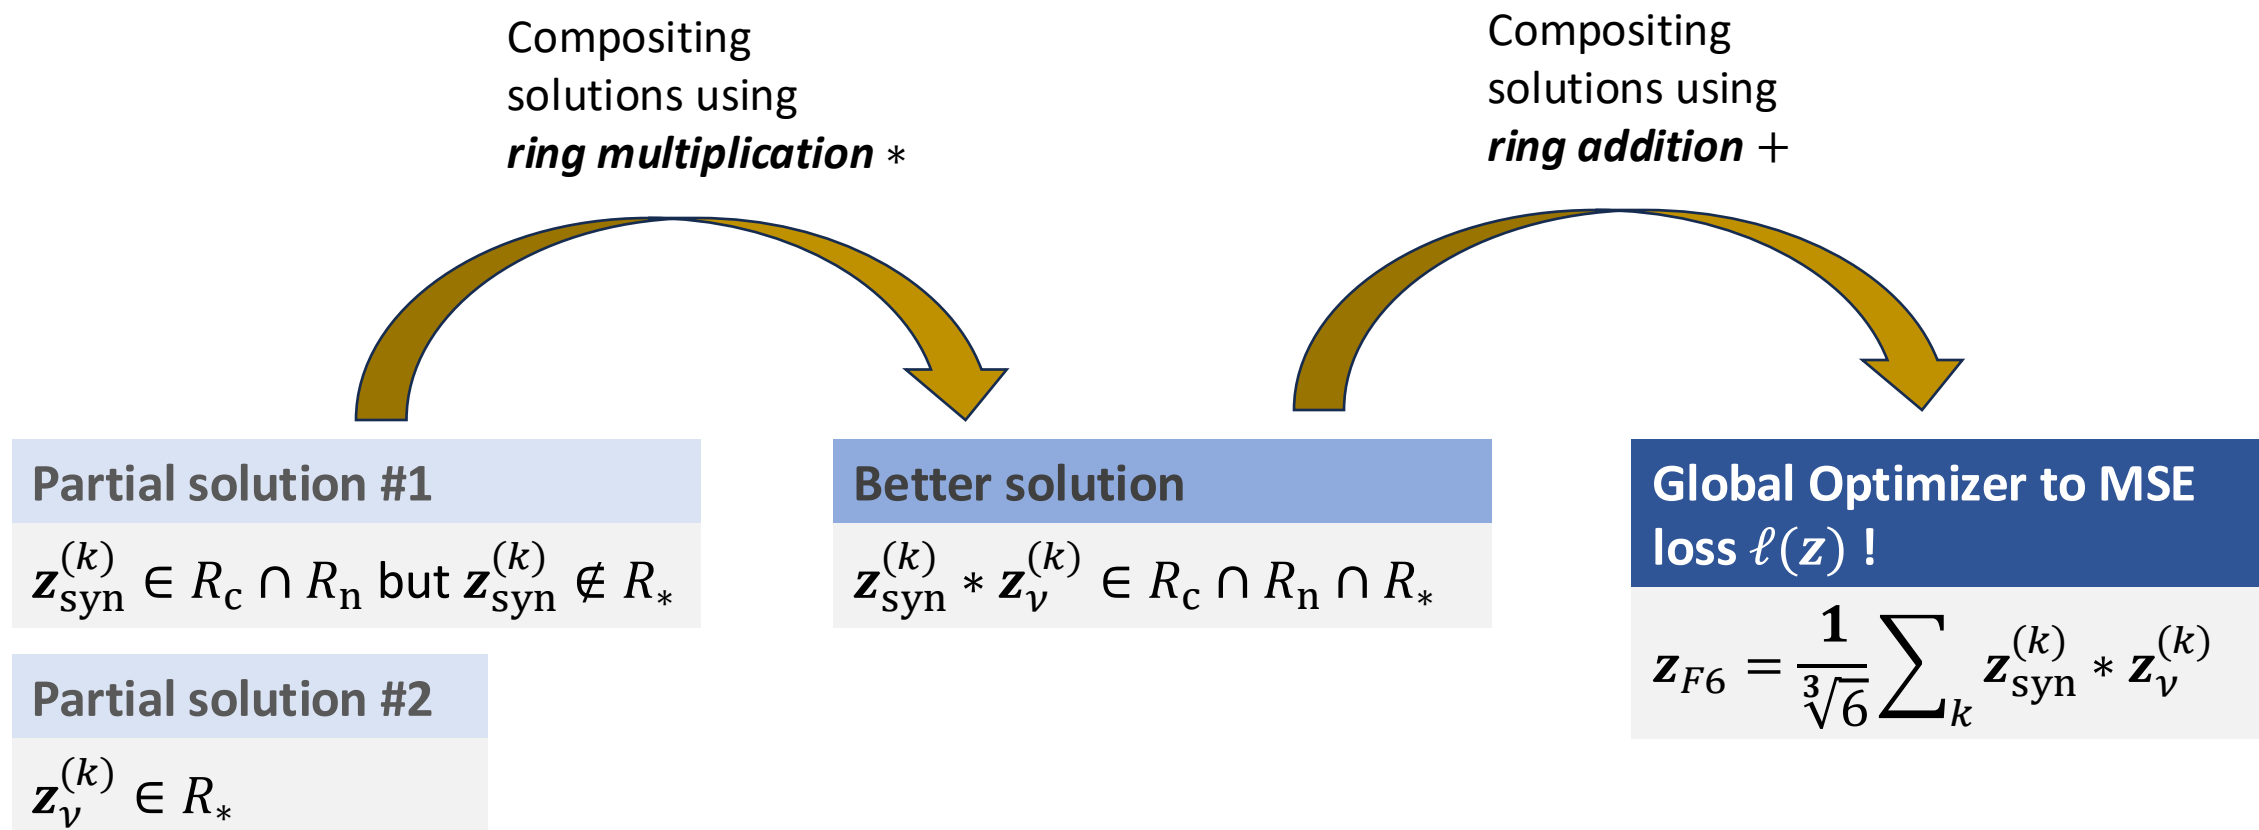 Compositing
solutions using
ring multiplication ∗
Compositing
solutions using
ring addition +
Partial solution #1
𝒛_syn^(𝑘) ∈ 𝑅_c ∩ 𝑅_n but 𝒛_syn^(𝑘) ∉ 𝑅_∗
Partial solution #2
𝒛_𝜈^(𝑘) ∈ 𝑅_∗
Better solution
𝒛_syn^(𝑘) ∗ 𝒛_𝜈^(𝑘) ∈ 𝑅_c ∩ 𝑅_n ∩ 𝑅_∗
Global Optimizer to MSE
loss ℓ(𝒛) !
𝒛_𝐹6 = 1/∛6 ∑_𝑘 𝒛_syn^(𝑘) ∗ 𝒛_𝜈^(𝑘)